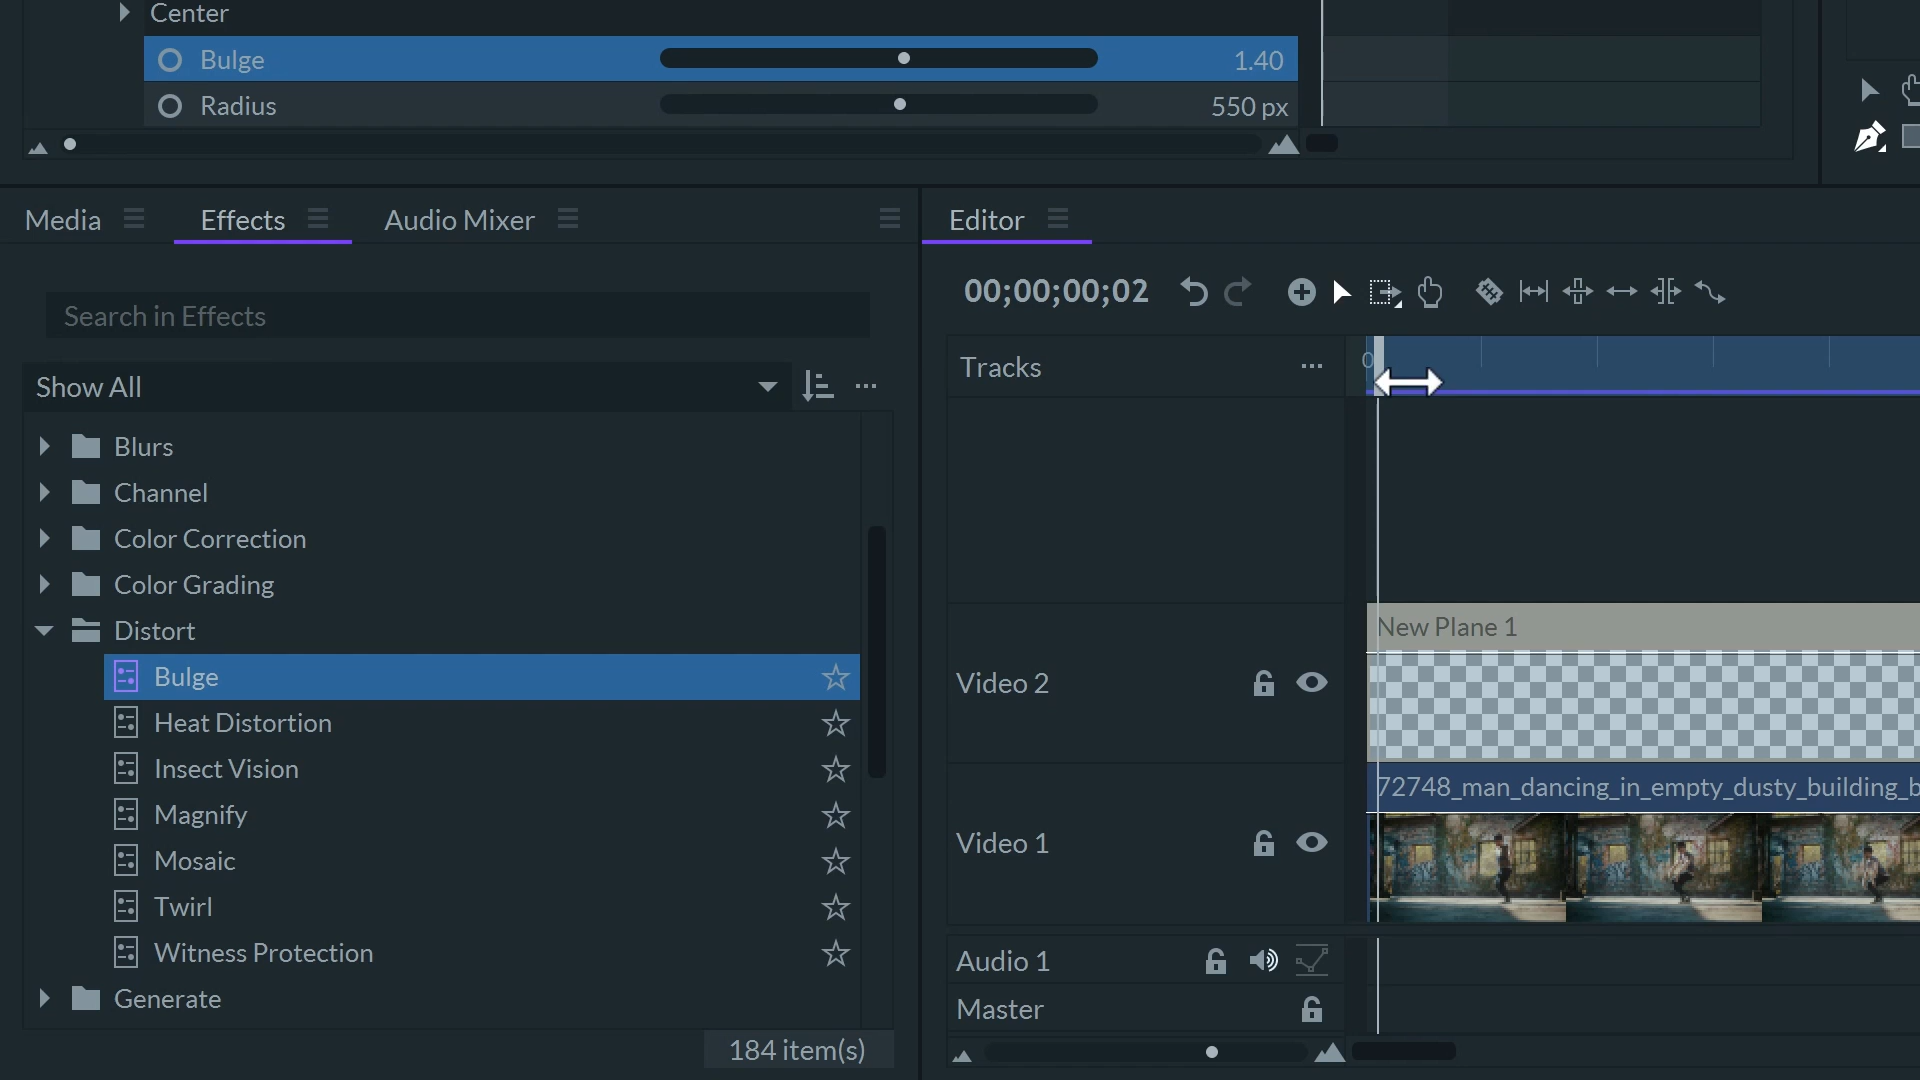 Center
Bulge 1.40
Radius 550 px
Media Effects Audio Mixer
Search in Effects
Show All
Blurs
Channel
Color Correction
Color Grading
Distort
Bulge
Heat Distortion
Insect Vision
Magnify
Mosaic
Twirl
Witness Protection
Generate
184 item(s)
Editor
00;00;00;02
Tracks
0
New Plane 1
Video 2
72748_man_dancing_in_empty_dusty_building_b
Video 1
Audio 1
Master